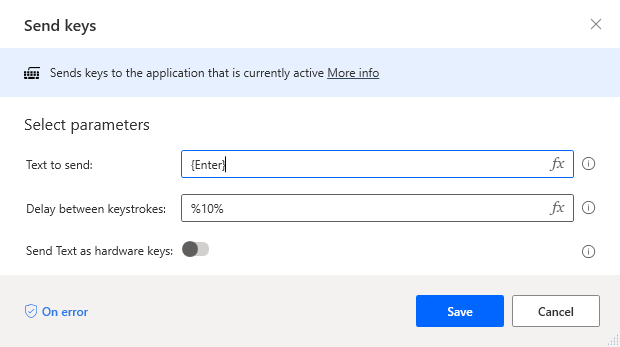 Send keys
Sends keys to the application that is currently active More info
Select parameters
Text to send: {Enter} fx
Delay between keystrokes: %10% fx
Send Text as hardware keys:
On error Save Cancel